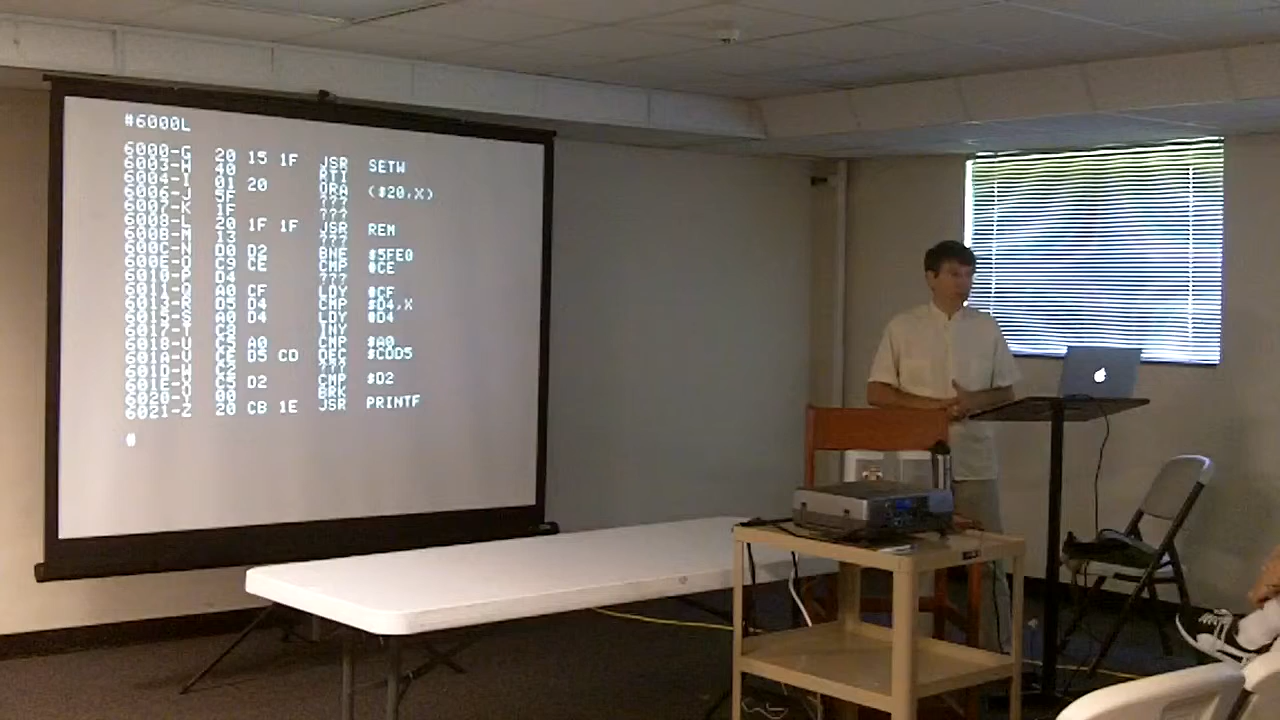 #6000L
6000-G 20 15 1F JSR SETW
6003-H 40 RTI
6004-I 01 20 ORA ($20,X)
6006-J 5F ???
6007-K 1F ???
6008-L 20 1F 1F JSR REM
600B-M 13 ???
600C-N D0 D2 BNE $5FE0
600E-O C9 CE CMP #CE
6010-P D4 ???
6011-Q A0 CF LDY #CF
6013-R D5 D4 CMP $D4,X
6015-S A0 D4 LDY #D4
6017-T C8 INY
6018-U C5 A0 CMP $A0
601A-V CE D5 CD DEC $CDD5
601D-W C2 ???
601E-X C5 D2 CMP $D2
6020-Y 00 BRK
6021-Z 20 CB 1E JSR PRINTF
#